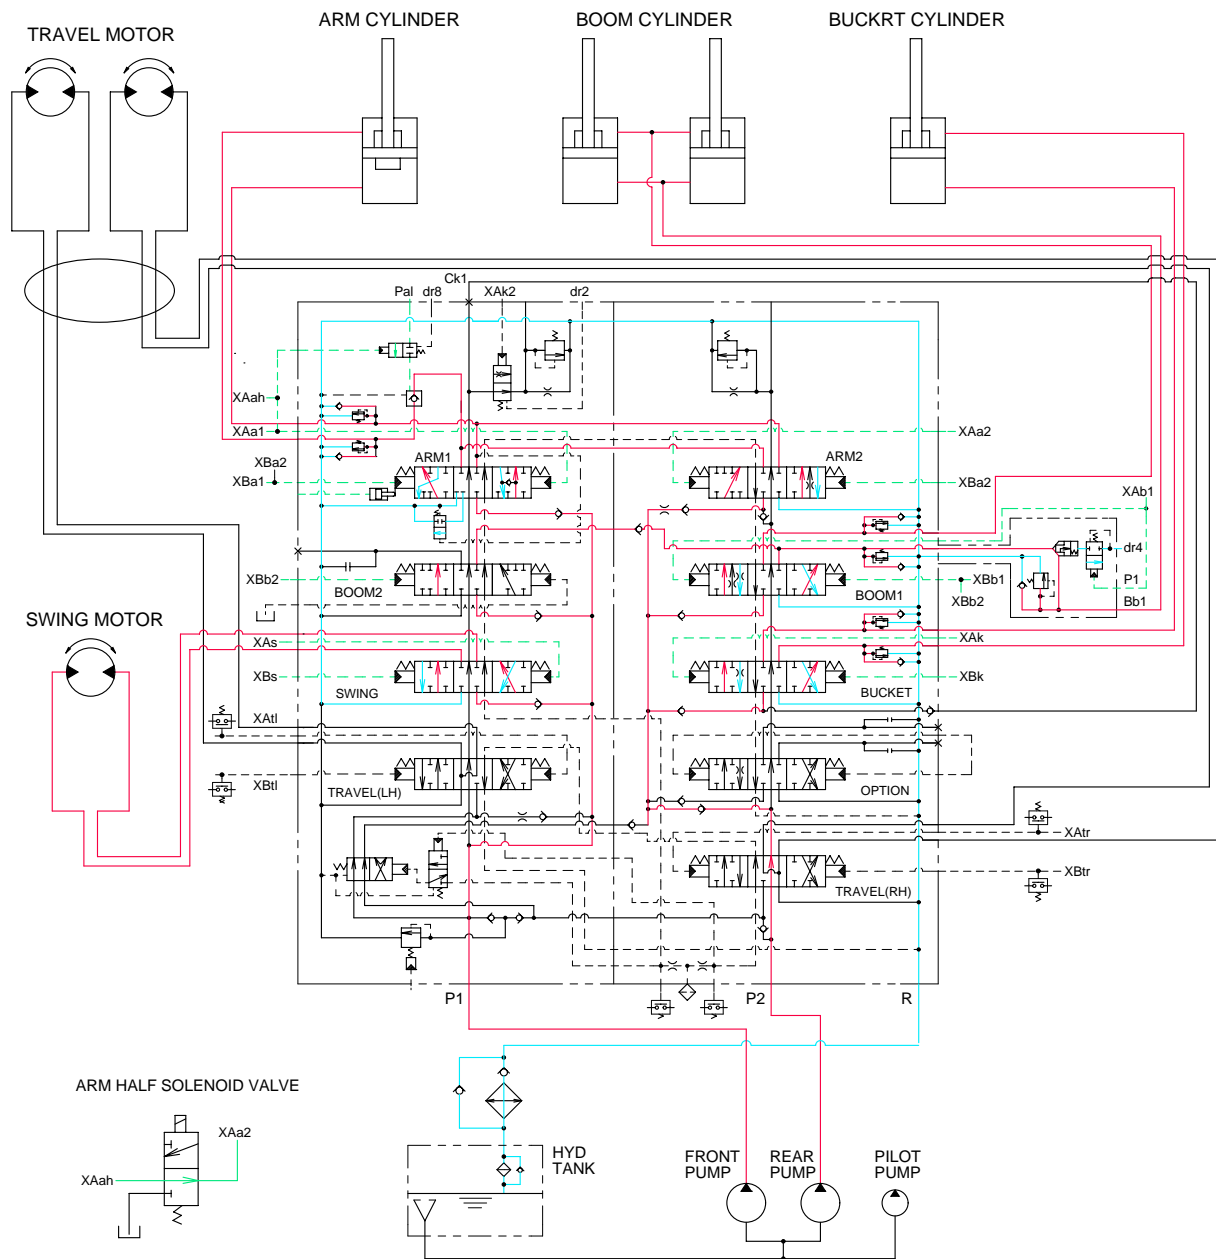 ARM CYLINDER
BOOM CYLINDER
BUCKRT CYLINDER
TRAVEL MOTOR
Ck1
Pal
dr8
XAk2
dr2
XAah
XAa1
XAa2
XBa2
XBa1
ARM1
ARM2
XBa2
XAb1
dr4
XBb2
BOOM2
BOOM1
XBb1
XBb2
P1
Bb1
SWING MOTOR
XAs
XAk
XBs
XBk
SWING
BUCKET
XAtl
XBtl
TRAVEL(LH)
OPTION
XAtr
XBtr
TRAVEL(RH)
P1
P2
R
ARM HALF SOLENOID VALVE
XAa2
XAah
HYD
TANK
FRONT
PUMP
REAR
PUMP
PILOT
PUMP